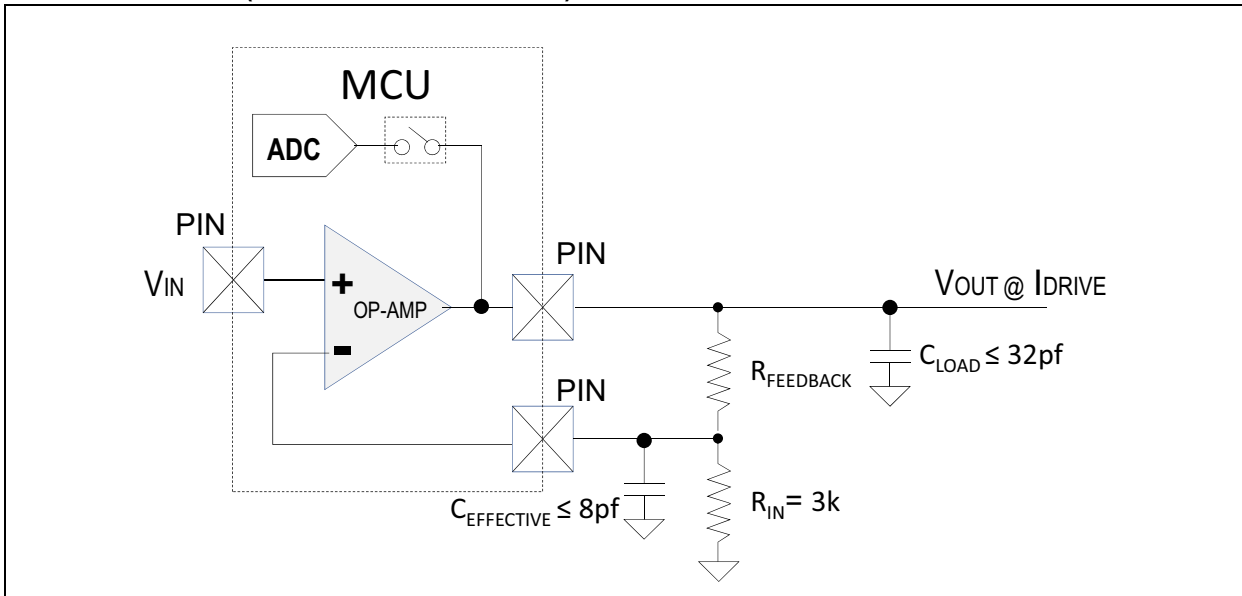 MCU
ADC
PIN
VIN
+
OP-AMP
-
PIN
VOUT @ IDRIVE
RFEEDBACK
CLOAD ≤ 32pf
PIN
CEFFECTIVE ≤ 8pf
RIN= 3k